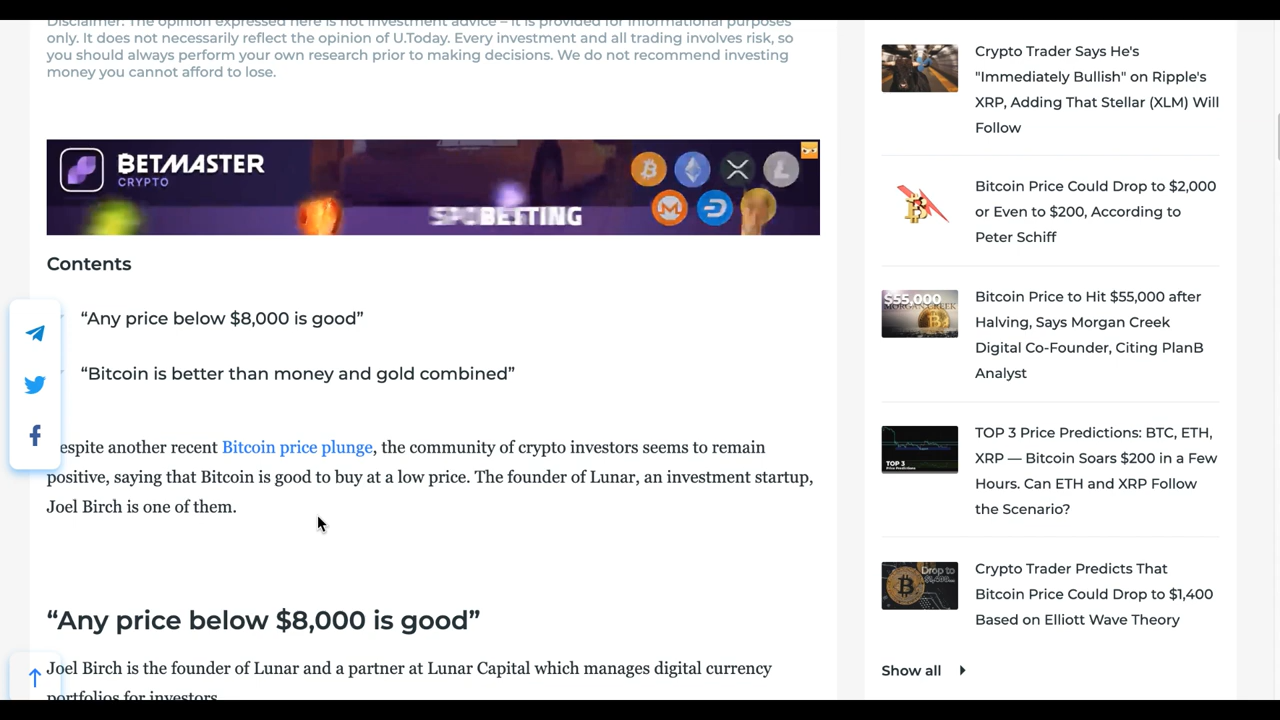 Disclaimer: The opinion expressed here is not investment advice – it is provided for informational purposes
only. It does not necessarily reflect the opinion of U.Today. Every investment and all trading involves risk, so
you should always perform your own research prior to making decisions. We do not recommend investing
money you cannot afford to lose.
BETMASTER
CRYPTO
Contents
“Any price below $8,000 is good”
“Bitcoin is better than money and gold combined”
espite another recent Bitcoin price plunge, the community of crypto investors seems to remain
positive, saying that Bitcoin is good to buy at a low price. The founder of Lunar, an investment startup,
Joel Birch is one of them.
“Any price below $8,000 is good”
Joel Birch is the founder of Lunar and a partner at Lunar Capital which manages digital currency
portfolios for investors.
Crypto Trader Says He's
"Immediately Bullish" on Ripple's
XRP, Adding That Stellar (XLM) Will
Follow
Bitcoin Price Could Drop to $2,000
or Even to $200, According to
Peter Schiff
$55,000
MORGAN CREEK
Bitcoin Price to Hit $55,000 after
Halving, Says Morgan Creek
Digital Co-Founder, Citing PlanB
Analyst
TOP 3
Price Predictions
TOP 3 Price Predictions: BTC, ETH,
XRP — Bitcoin Soars $200 in a Few
Hours. Can ETH and XRP Follow
the Scenario?
Drop to
Crypto Trader Predicts That
Bitcoin Price Could Drop to $1,400
Based on Elliott Wave Theory
Show all